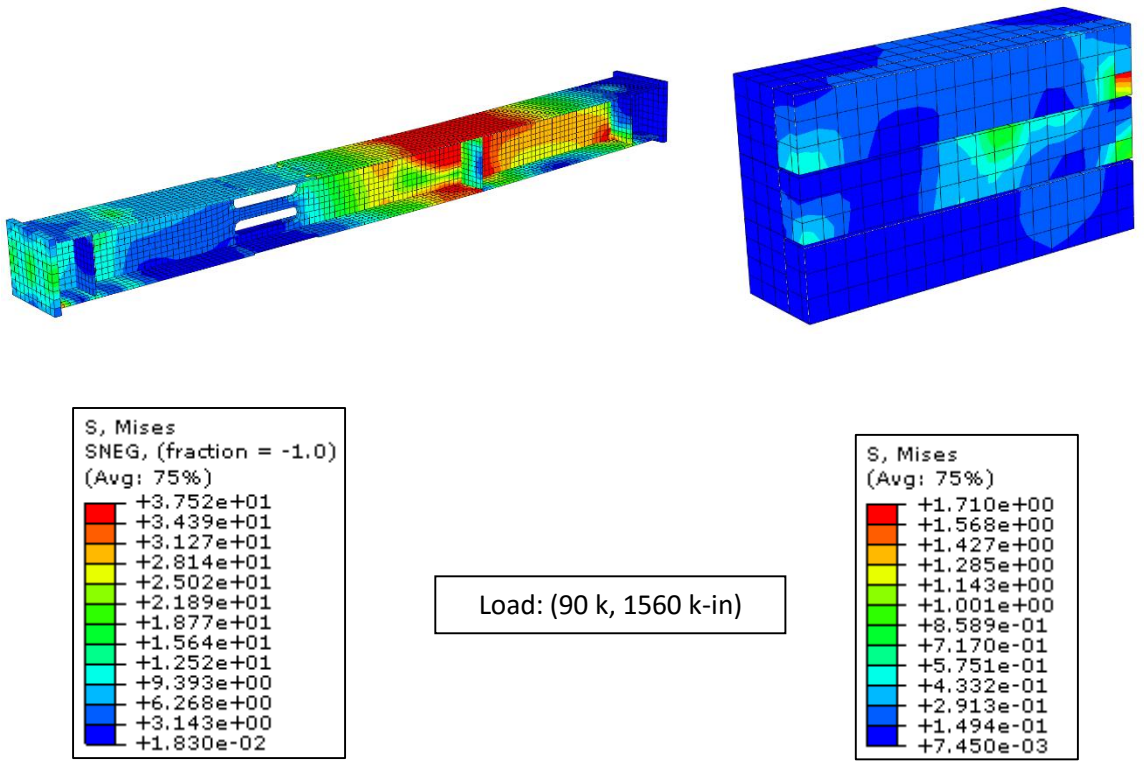 S, Mises
SNEG, (fraction = -1.0)
(Avg: 75%)
+3.752e+01
+3.439e+01
+3.127e+01
+2.814e+01
+2.502e+01
+2.189e+01
+1.877e+01
+1.564e+01
+1.252e+01
+9.393e+00
+6.268e+00
+3.143e+00
+1.830e-02
Load: (90 k, 1560 k-in)
S, Mises
(Avg: 75%)
+1.710e+00
+1.568e+00
+1.427e+00
+1.285e+00
+1.143e+00
+1.001e+00
+8.589e-01
+7.170e-01
+5.751e-01
+4.332e-01
+2.913e-01
+1.494e-01
+7.450e-03